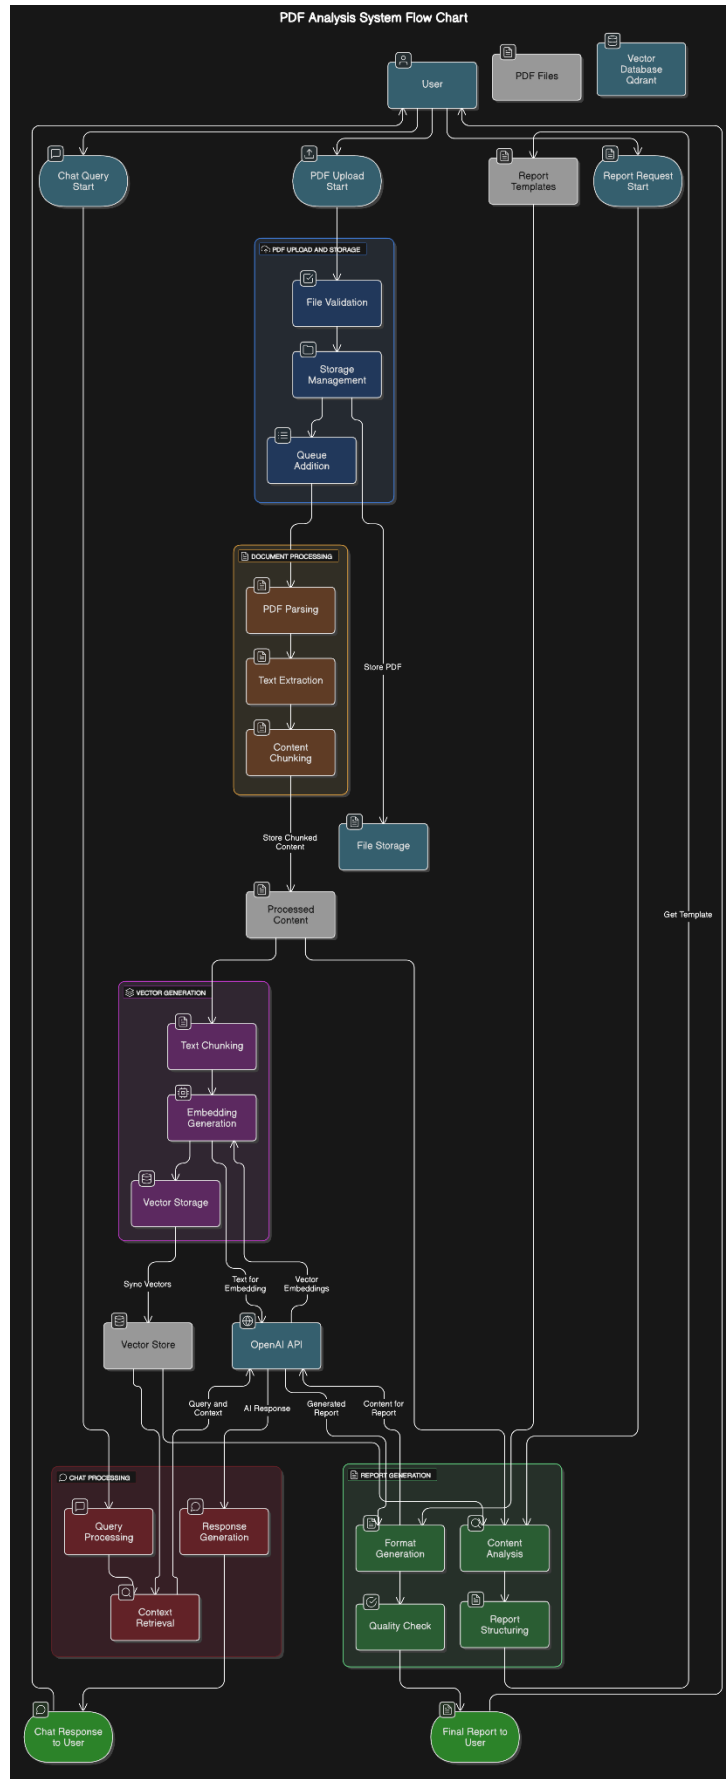 PDF Analysis System Flow Chart
User
PDF Files
Vector
Database
Qdrant
Chat Query
Start
PDF Upload
Start
Report
Templates
Report Request
Start
PDF UPLOAD AND STORAGE
File Validation
Storage
Management
Queue
Addition
DOCUMENT PROCESSING
PDF Parsing
Text Extraction
Store PDF
Content
Chunking
Store Chunked
Content
File Storage
Processed
Content
Get Template
VECTOR GENERATION
Text Chunking
Embedding
Generation
Vector Storage
Sync Vectors
Text for
Embedding
Vector
Embeddings
Vector Store
OpenAI API
Query and
Context
AI Response
Generated
Report
Content for
Report
CHAT PROCESSING
REPORT GENERATION
Query
Processing
Response
Generation
Format
Generation
Content
Analysis
Context
Retrieval
Quality Check
Report
Structuring
Chat Response
to User
Final Report to
User